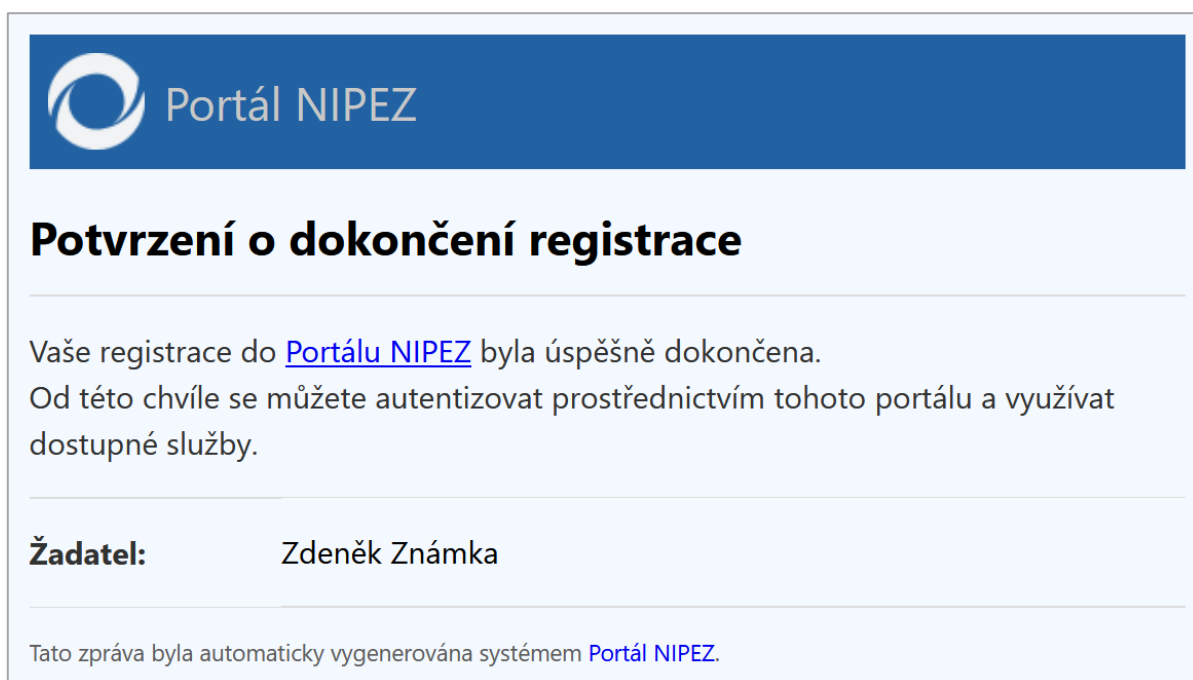 Portál NIPEZ
Potvrzení o dokončení registrace
Vaše registrace do Portálu NIPEZ byla úspěšně dokončena.
Od této chvíle se můžete autentizovat prostřednictvím tohoto portálu a využívat
dostupné služby.
Žadatel: Zdeněk Známka
Tato zpráva byla automaticky vygenerována systémem Portál NIPEZ.